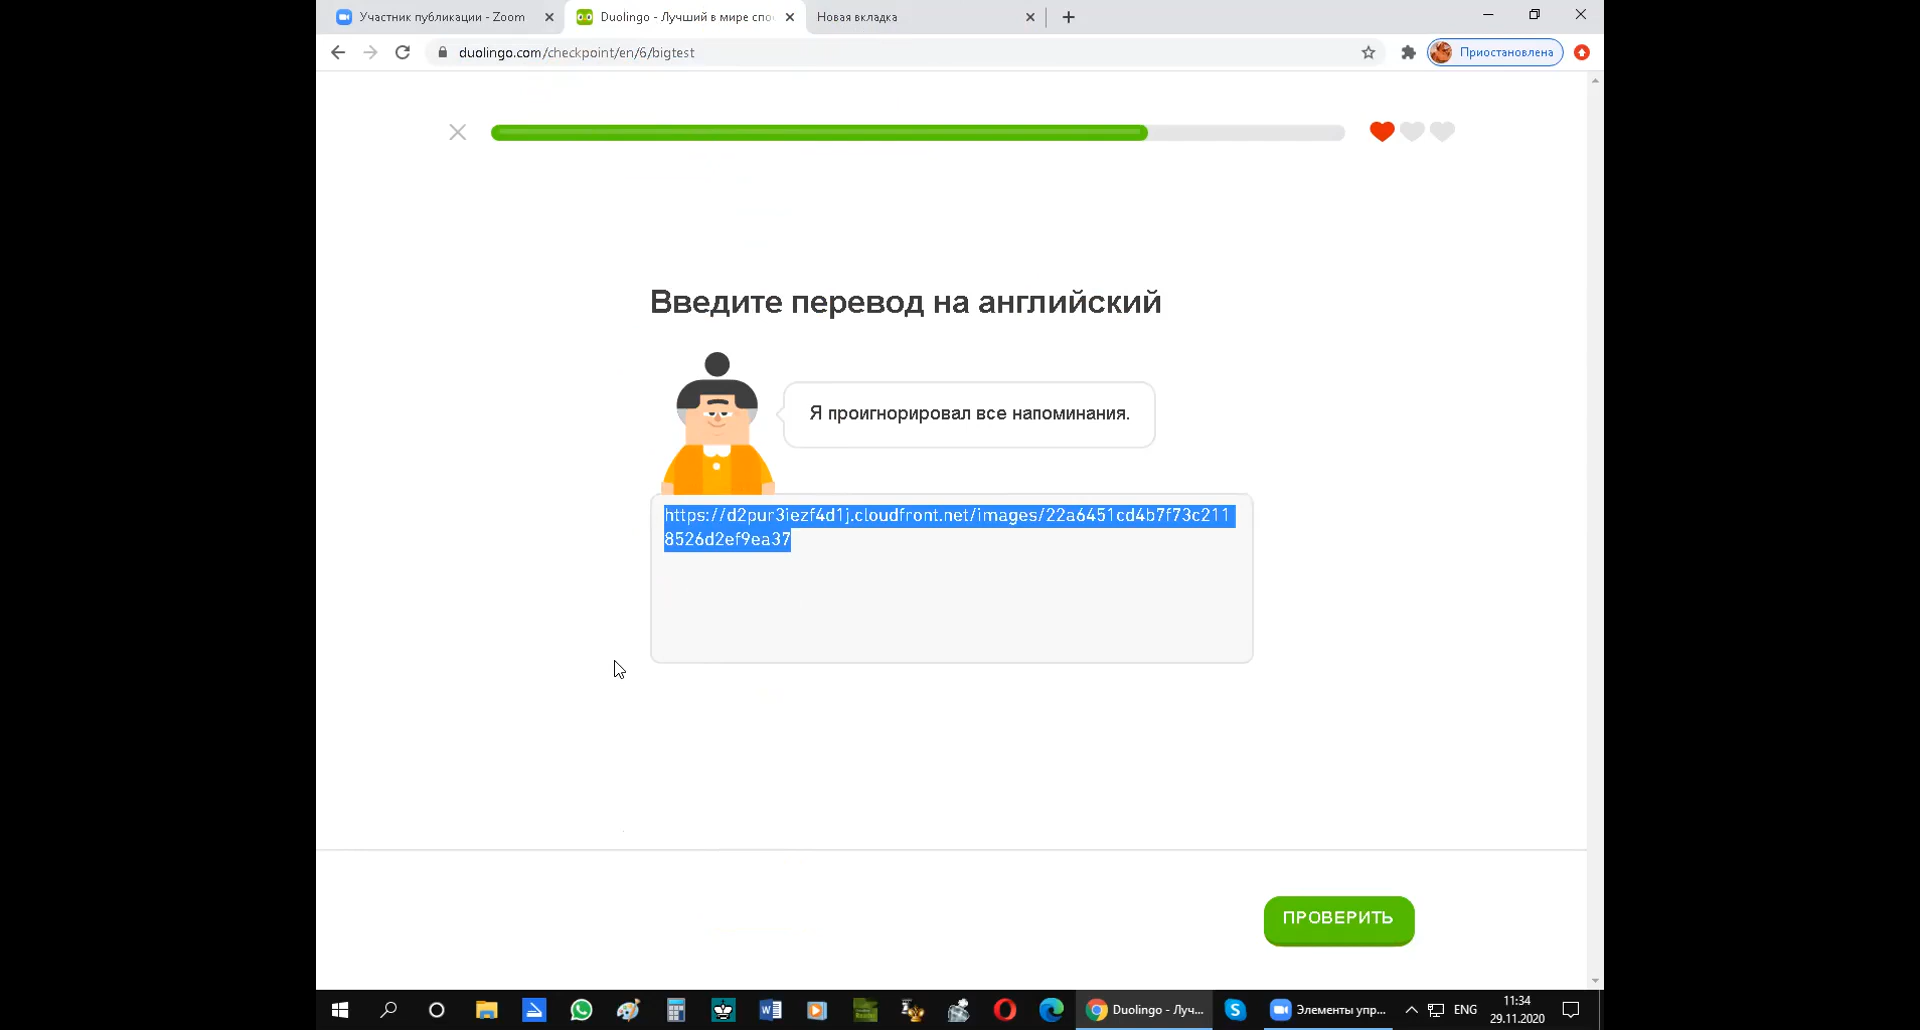 Участник публикации - Zoom
Duolingo - Лучший в мире спо
Новая вкладка
duolingo.com/checkpoint/en/6/bigtest
Приостановлена
Введите перевод на английский
Я проигнорировал все напоминания.
https://d2pur3iezf4d1j.cloudfront.net/images/22a6451cd4b7f73c211
8526d2ef9ea37
ПРОВЕРИТЬ
Duolingo - Луч...
Элементы упр...
ENG
11:34
29.11.2020